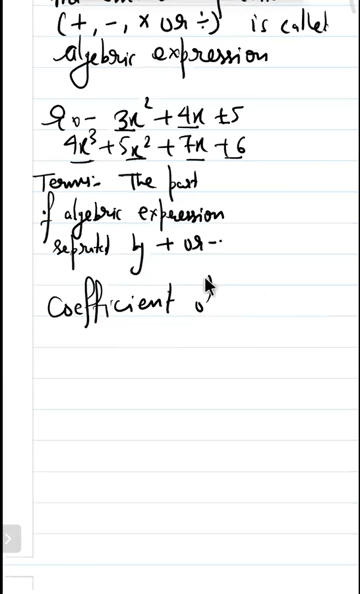 (+, -, × or ÷) is called
algebric expression
3x² + 4x + 5
4x³ + 5x² + 7x + 6
Terms:- The part
of algebric expression
seprated by + or -.
Coefficient o